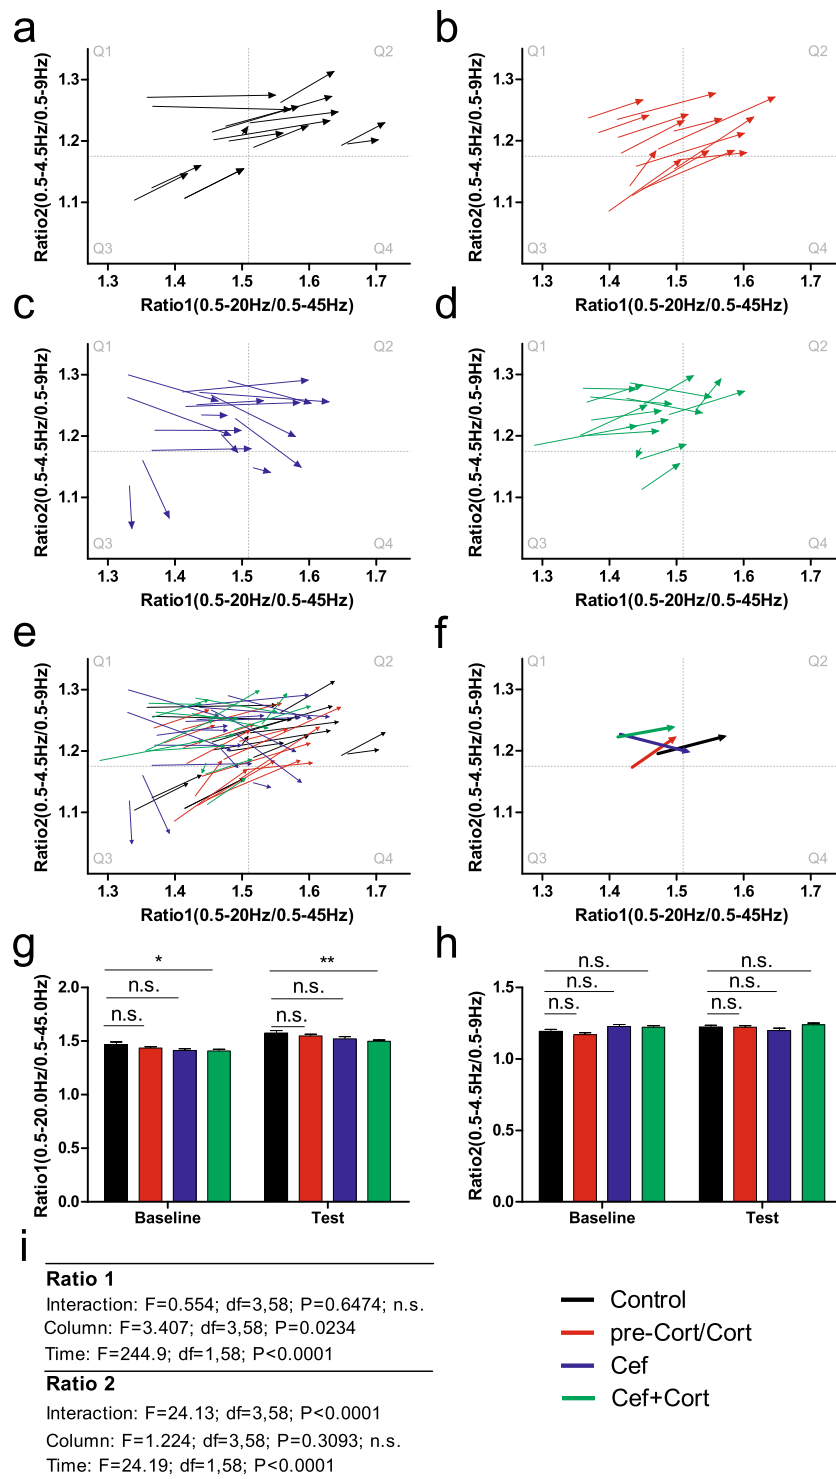 a
Q1
Q2
Q3
Q4
1.3
1.2
1.1
1.3
1.4
1.5
1.6
1.7
Ratio2(0.5-4.5Hz/0.5-9Hz)
Ratio1(0.5-20Hz/0.5-45Hz)
b
Q1
Q2
Q3
Q4
1.3
1.2
1.1
1.3
1.4
1.5
1.6
1.7
Ratio2(0.5-4.5Hz/0.5-9Hz)
Ratio1(0.5-20Hz/0.5-45Hz)
c
Q1
Q2
Q3
Q4
1.3
1.2
1.1
1.3
1.4
1.5
1.6
1.7
Ratio2(0.5-4.5Hz/0.5-9Hz)
Ratio1(0.5-20Hz/0.5-45Hz)
d
Q1
Q2
Q3
Q4
1.3
1.2
1.1
1.3
1.4
1.5
1.6
1.7
Ratio2(0.5-4.5Hz/0.5-9Hz)
Ratio1(0.5-20Hz/0.5-45Hz)
e
Q1
Q2
Q3
Q4
1.3
1.2
1.1
1.3
1.4
1.5
1.6
1.7
Ratio2(0.5-4.5Hz/0.5-9Hz)
Ratio1(0.5-20Hz/0.5-45Hz)
f
Q1
Q2
Q3
Q4
1.3
1.2
1.1
1.3
1.4
1.5
1.6
1.7
Ratio2(0.5-4.5Hz/0.5-9Hz)
Ratio1(0.5-20Hz/0.5-45Hz)
g
*
n.s.
n.s.
**
n.s.
n.s.
2.0
1.5
1.0
0.5
0.0
Ratio1(0.5-20.0Hz/0.5-45.0Hz)
Baseline
Test
h
n.s.
n.s.
n.s.
n.s.
n.s.
n.s.
1.5
1.0
0.5
0.0
Ratio2(0.5-4.5Hz/0.5-9Hz)
Baseline
Test
i
Ratio 1
Interaction: F=0.554; df=3,58; P=0.6474; n.s.
Column: F=3.407; df=3,58; P=0.0234
Time: F=244.9; df=1,58; P<0.0001
Ratio 2
Interaction: F=24.13; df=3,58; P<0.0001
Column: F=1.224; df=3,58; P=0.3093; n.s.
Time: F=24.19; df=1,58; P<0.0001
Control
pre-Cort/Cort
Cef
Cef+Cort